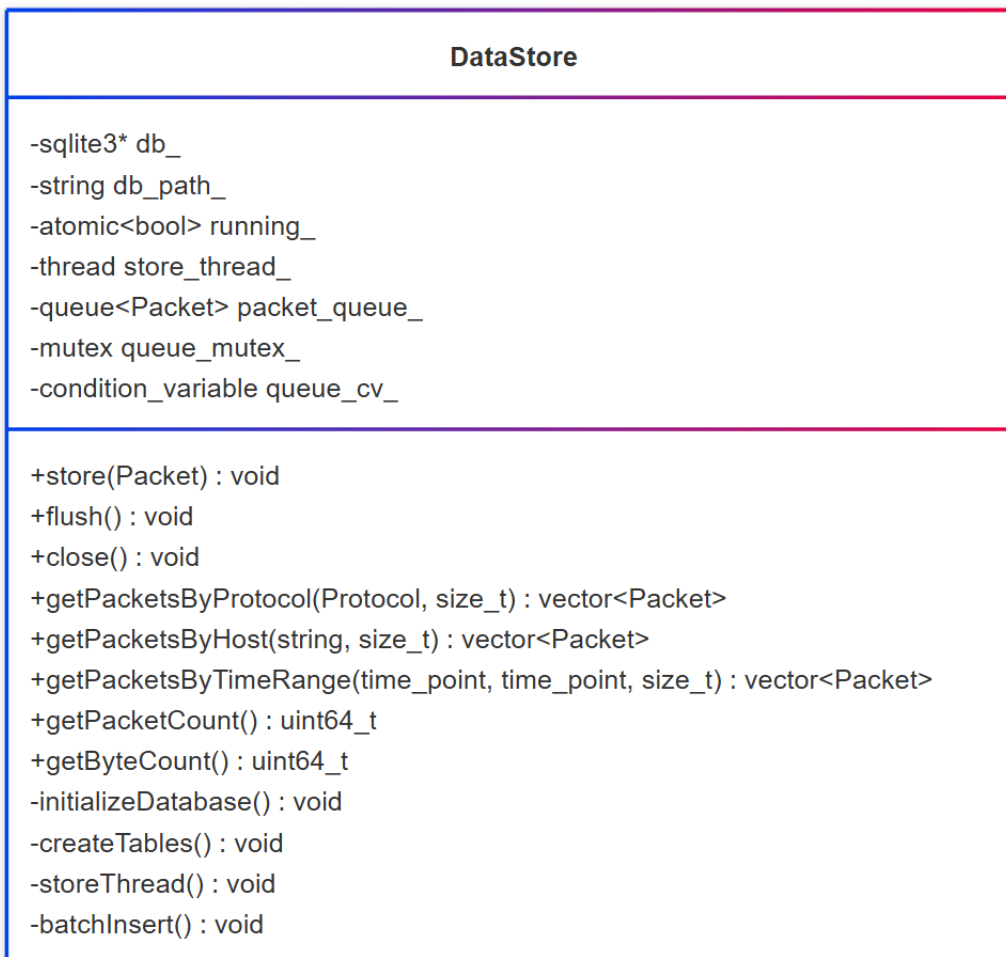 DataStore
-sqlite3* db_
-string db_path_
-atomic<bool> running_
-thread store_thread_
-queue<Packet> packet_queue_
-mutex queue_mutex_
-condition_variable queue_cv_
+store(Packet) : void
+flush() : void
+close() : void
+getPacketsByProtocol(Protocol, size_t) : vector<Packet>
+getPacketsByHost(string, size_t) : vector<Packet>
+getPacketsByTimeRange(time_point, time_point, size_t) : vector<Packet>
+getPacketCount() : uint64_t
+getByteCount() : uint64_t
-initializeDatabase() : void
-createTables() : void
-storeThread() : void
-batchInsert() : void